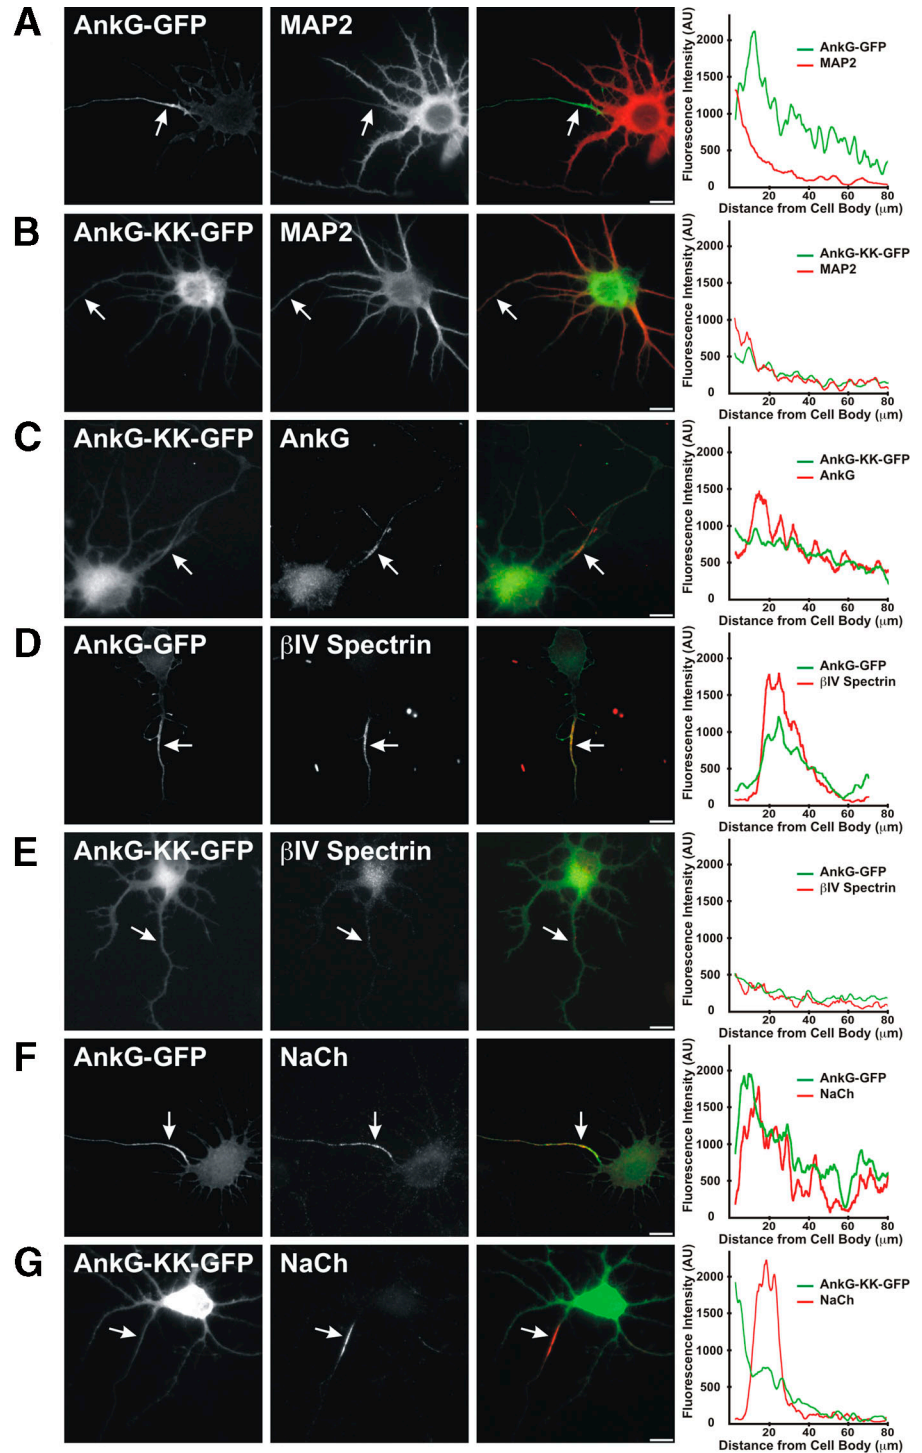 A
AnkG-GFP
MAP2
Fluorescence Intensity (AU)
2000
1500
1000
500
0
AnkG-GFP
MAP2
20 40 60 80
Distance from Cell Body (μm)
B
AnkG-KK-GFP
MAP2
Fluorescence Intensity (AU)
2000
1500
1000
500
0
AnkG-KK-GFP
MAP2
20 40 60 80
Distance from Cell Body (μm)
C
AnkG-KK-GFP
AnkG
Fluorescence Intensity (AU)
2000
1500
1000
500
0
AnkG-KK-GFP
AnkG
20 40 60 80
Distance from Cell Body (μm)
D
AnkG-GFP
βIV Spectrin
Fluorescence Intensity (AU)
2000
1500
1000
500
0
AnkG-GFP
βIV Spectrin
20 40 60 80
Distance from Cell Body (μm)
E
AnkG-KK-GFP
βIV Spectrin
Fluorescence Intensity (AU)
2000
1500
1000
500
0
AnkG-GFP
βIV Spectrin
20 40 60 80
Distance from Cell Body (μm)
F
AnkG-GFP
NaCh
Fluorescence Intensity (AU)
2000
1500
1000
500
0
AnkG-GFP
NaCh
20 40 60 80
Distance from Cell Body (μm)
G
AnkG-KK-GFP
NaCh
Fluorescence Intensity (AU)
2000
1500
1000
500
0
AnkG-KK-GFP
NaCh
20 40 60 80
Distance from Cell Body (μm)